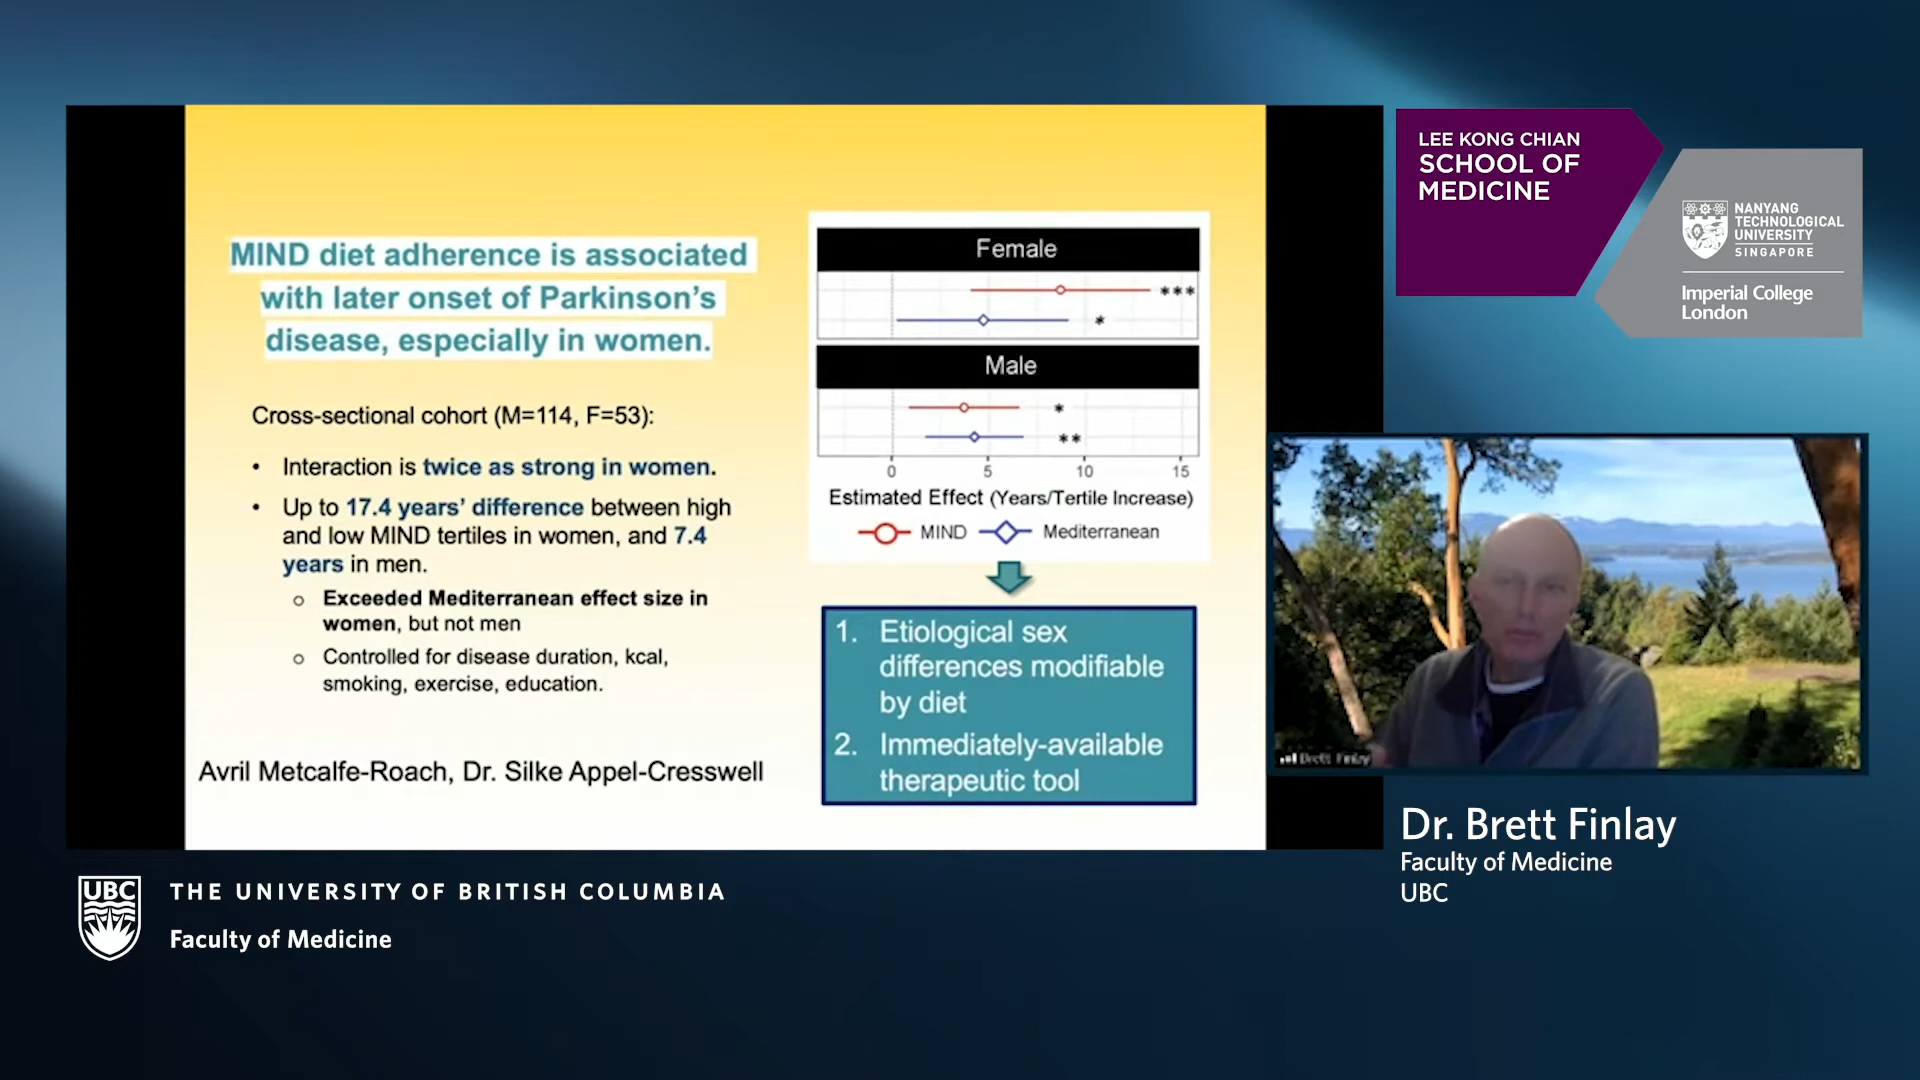 MIND diet adherence is associated
with later onset of Parkinson's
disease, especially in women.
Cross-sectional cohort (M=114, F=53):
• Interaction is twice as strong in women.
• Up to 17.4 years' difference between high
and low MIND tertiles in women, and 7.4
years in men.
o Exceeded Mediterranean effect size in
women, but not men
o Controlled for disease duration, kcal,
smoking, exercise, education.
Avril Metcalfe-Roach, Dr. Silke Appel-Cresswell
Female
***
*
Male
*
**
0 5 10 15
Estimated Effect (Years/Tertile Increase)
MIND Mediterranean
1. Etiological sex
differences modifiable
by diet
2. Immediately-available
therapeutic tool
LEE KONG CHIAN
SCHOOL OF
MEDICINE
NANYANG
TECHNOLOGICAL
UNIVERSITY
SINGAPORE
Imperial College
London
Brett Finlay
Dr. Brett Finlay
Faculty of Medicine
UBC
UBC
THE UNIVERSITY OF BRITISH COLUMBIA
Faculty of Medicine